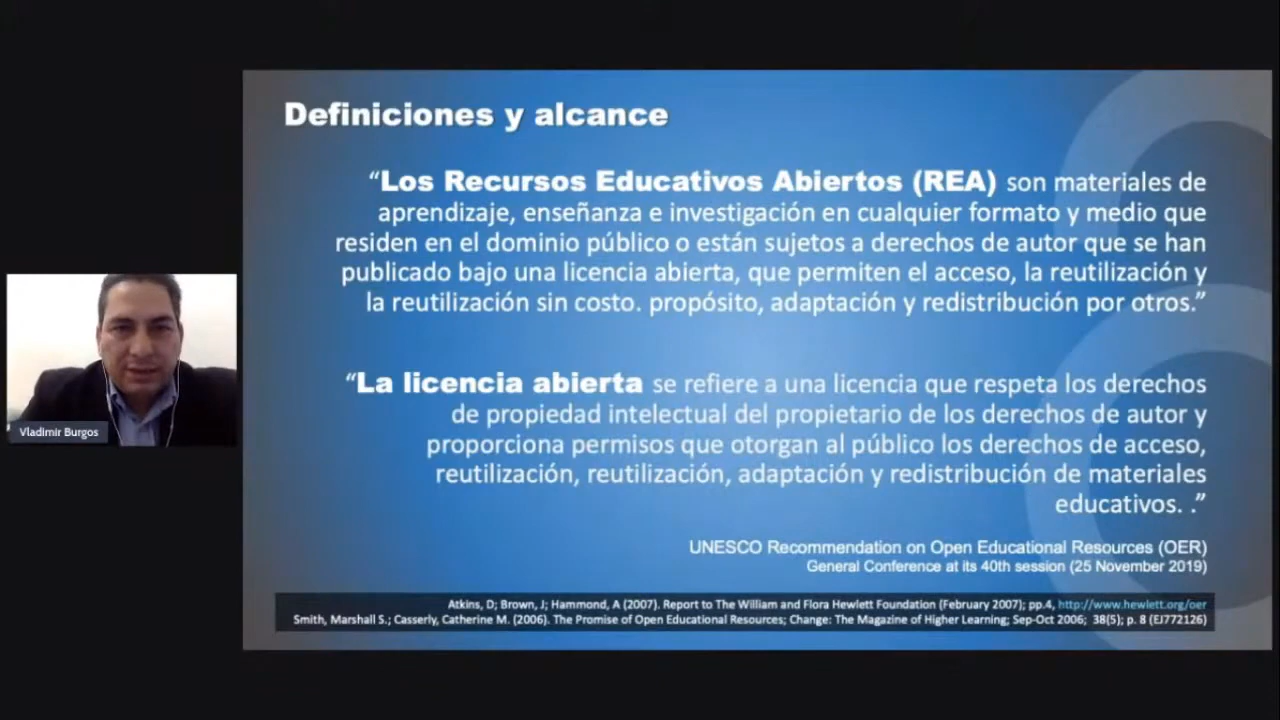 Definiciones y alcance
“Los Recursos Educativos Abiertos (REA) son materiales de
aprendizaje, enseñanza e investigación en cualquier formato y medio que
residen en el dominio público o están sujetos a derechos de autor que se han
publicado bajo una licencia abierta, que permiten el acceso, la reutilización y
la reutilización sin costo. propósito, adaptación y redistribución por otros.”
“La licencia abierta se refiere a una licencia que respeta los derechos
de propiedad intelectual del propietario de los derechos de autor y
proporciona permisos que otorgan al público los derechos de acceso,
reutilización, reutilización, adaptación y redistribución de materiales
educativos. .”
UNESCO Recommendation on Open Educational Resources (OER)
General Conference at its 40th session (25 November 2019)
Atkins, D; Brown, J; Hammond, A (2007). Report to The William and Flora Hewlett Foundation (February 2007); pp.4, http://www.hewlett.org/oer
Smith, Marshall S.; Casserly, Catherine M. (2006). The Promise of Open Educational Resources; Change: The Magazine of Higher Learning; Sep-Oct 2006; 38(5); p. 8 (EJ772126)
Vladimir Burgos